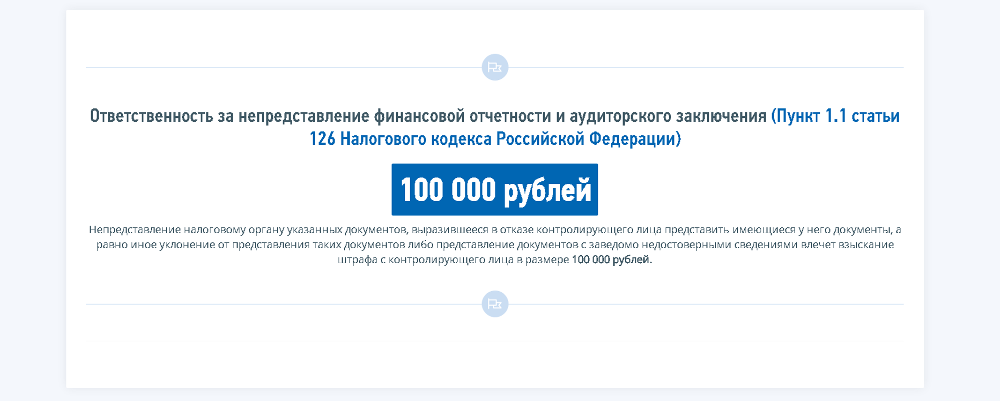 Ответственность за непредставление финансовой отчетности и аудиторского заключения (Пункт 1.1 статьи
126 Налогового кодекса Российской Федерации)
100 000 рублей
Непредставление налоговому органу указанных документов, выразившееся в отказе контролирующего лица представить имеющиеся у него документы, а
равно иное уклонение от представления таких документов либо представление документов с заведомо недостоверными сведениями влечет взыскание
штрафа с контролирующего лица в размере 100 000 рублей.